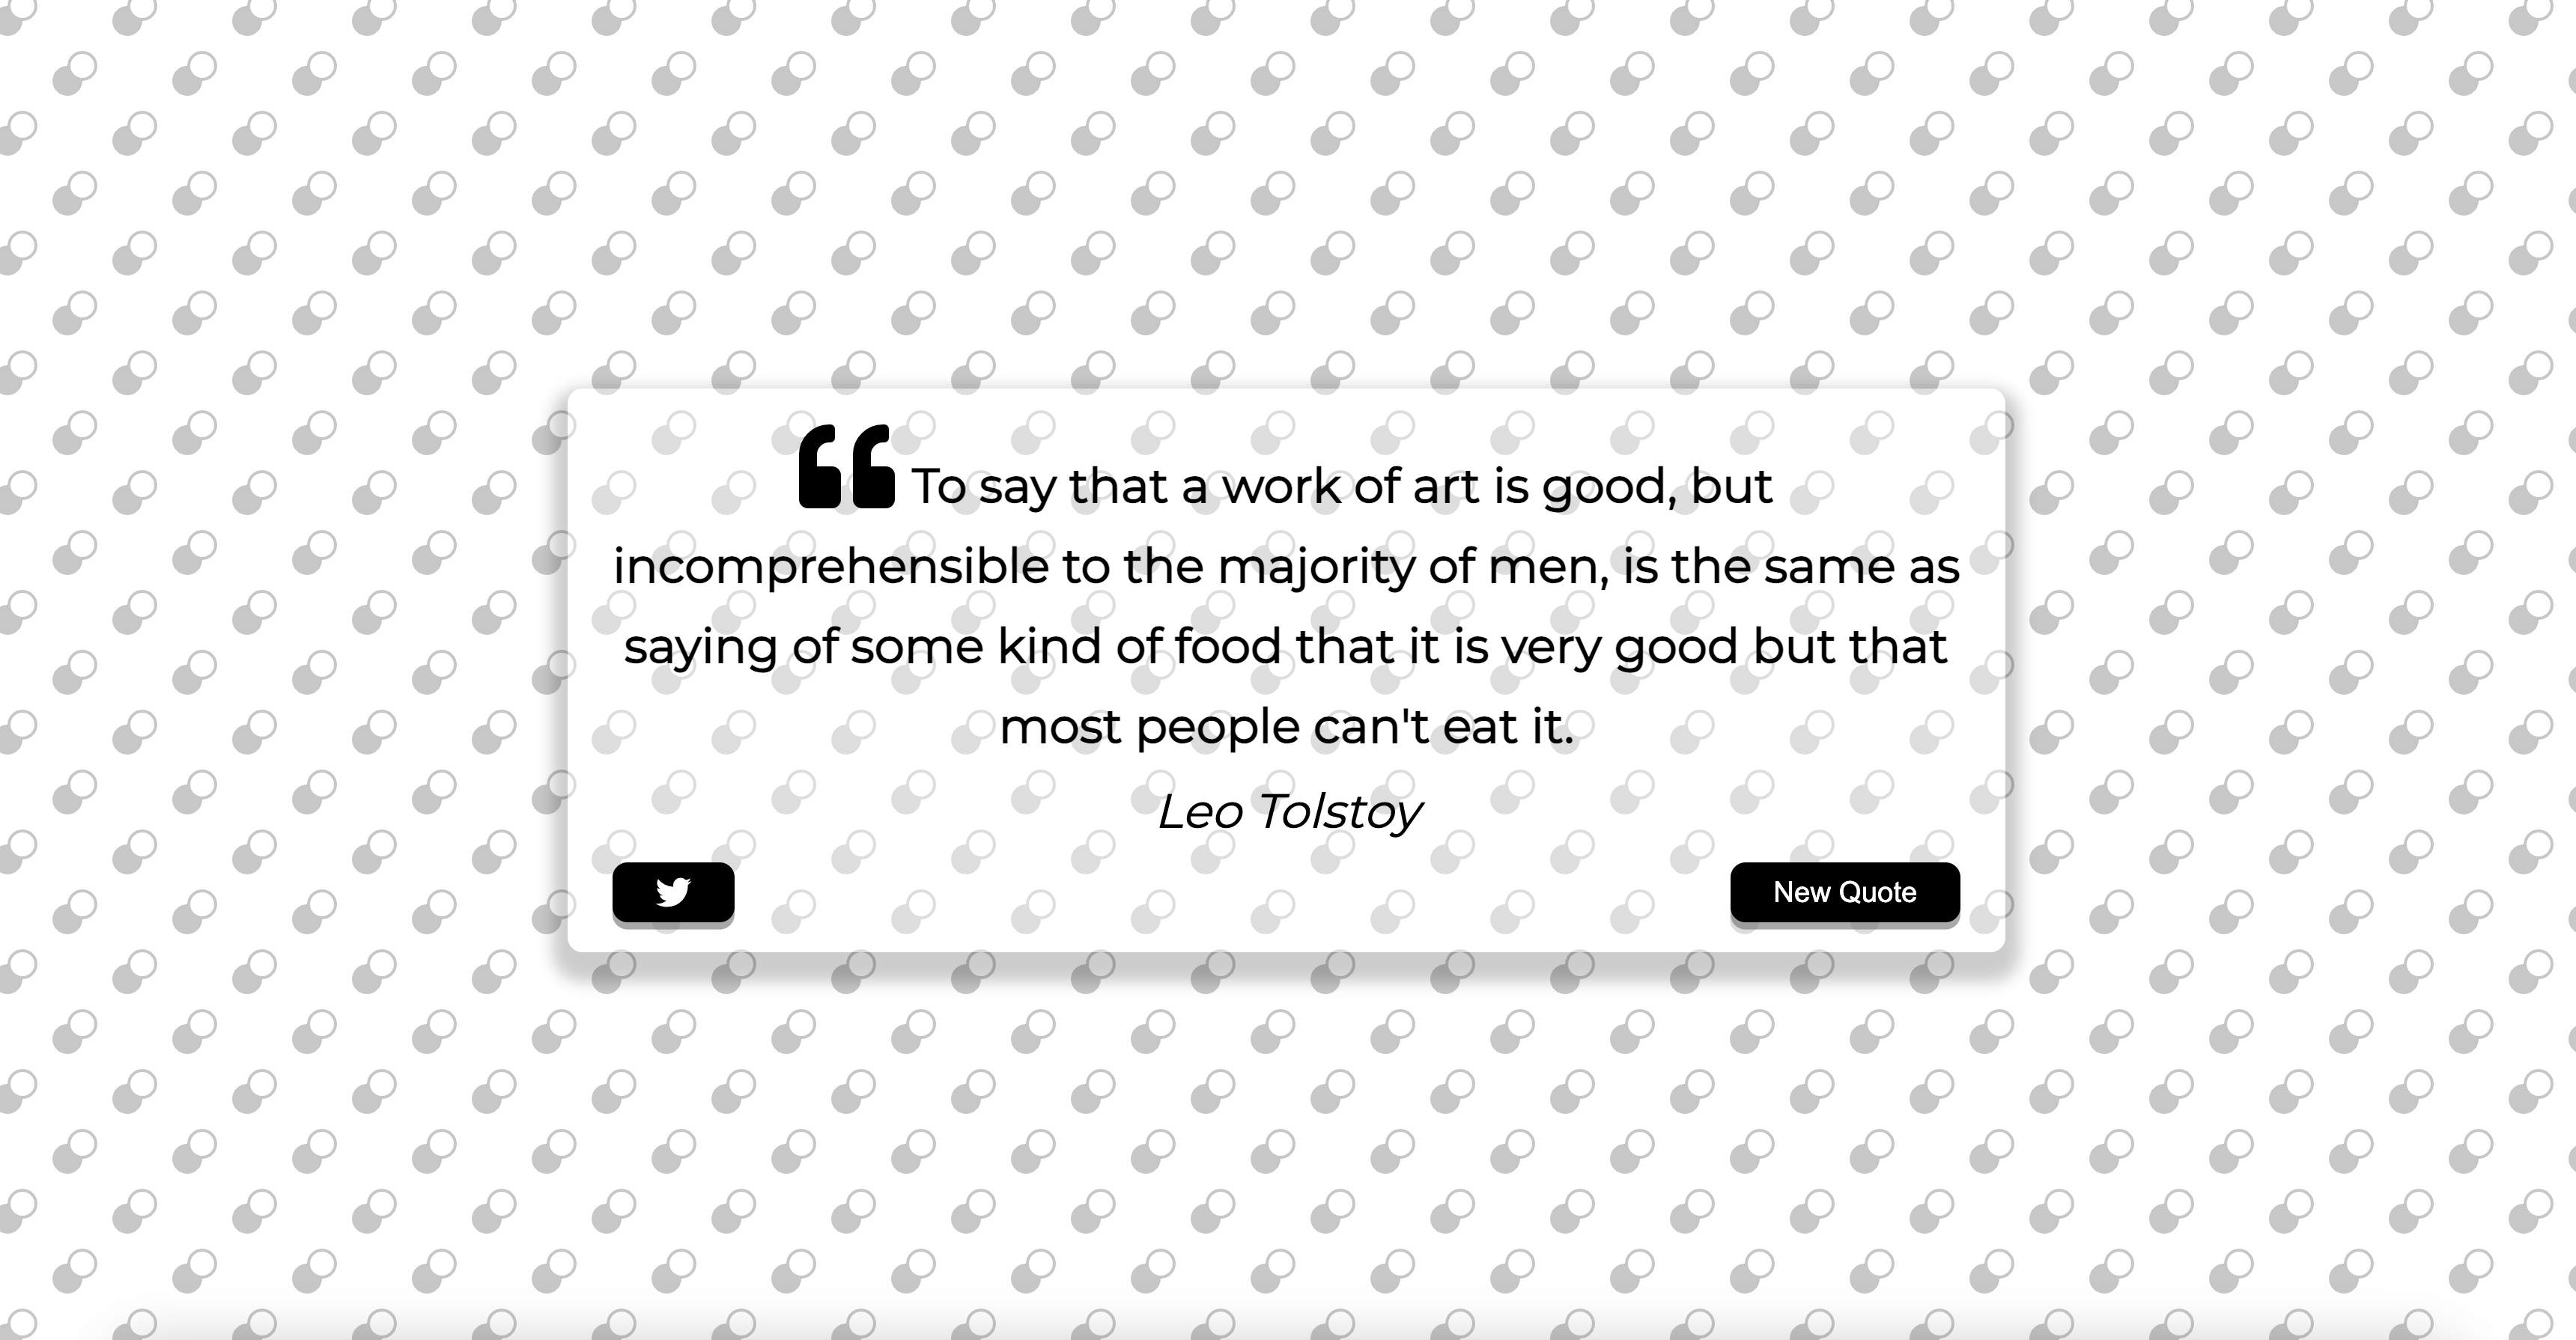 To say that a work of art is good, but
incomprehensible to the majority of men, is the same as
saying of some kind of food that it is very good but that
most people can't eat it.
Leo Tolstoy
New Quote